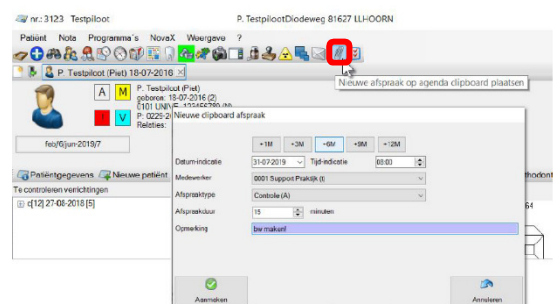 nr.: 3123 Testpiloot P. TestpilootDiodeweg 81627 LLHOORN
Patiënt Nota Programma's NovaX Weergave ?
P. Testpiloot (Piet) 18-07-2016
Nieuwe afspraak op agenda clipboard plaatsen
A M P. Testpiloot (Piet)
geboren: 18-07-2016 (2)
! V
Relaties:
Nieuwe clipboard afspraak
feb/6/jun-2019/7
+1M +3M +6M +9M +12M
Datum-indicatie 31-07-2019 Tijd-indicatie 08:00
Medewerker 0001 Support Praktijk (t)
Afspraaktype Controle (A)
Afspraakduur 15 minuten
Opmerking bw maken!
Patiëntgegevens Nieuwe patiënt
Te controleren verrichtingen
c[12] 27-08-2018 [5]
64
Aanmaken Annuleren